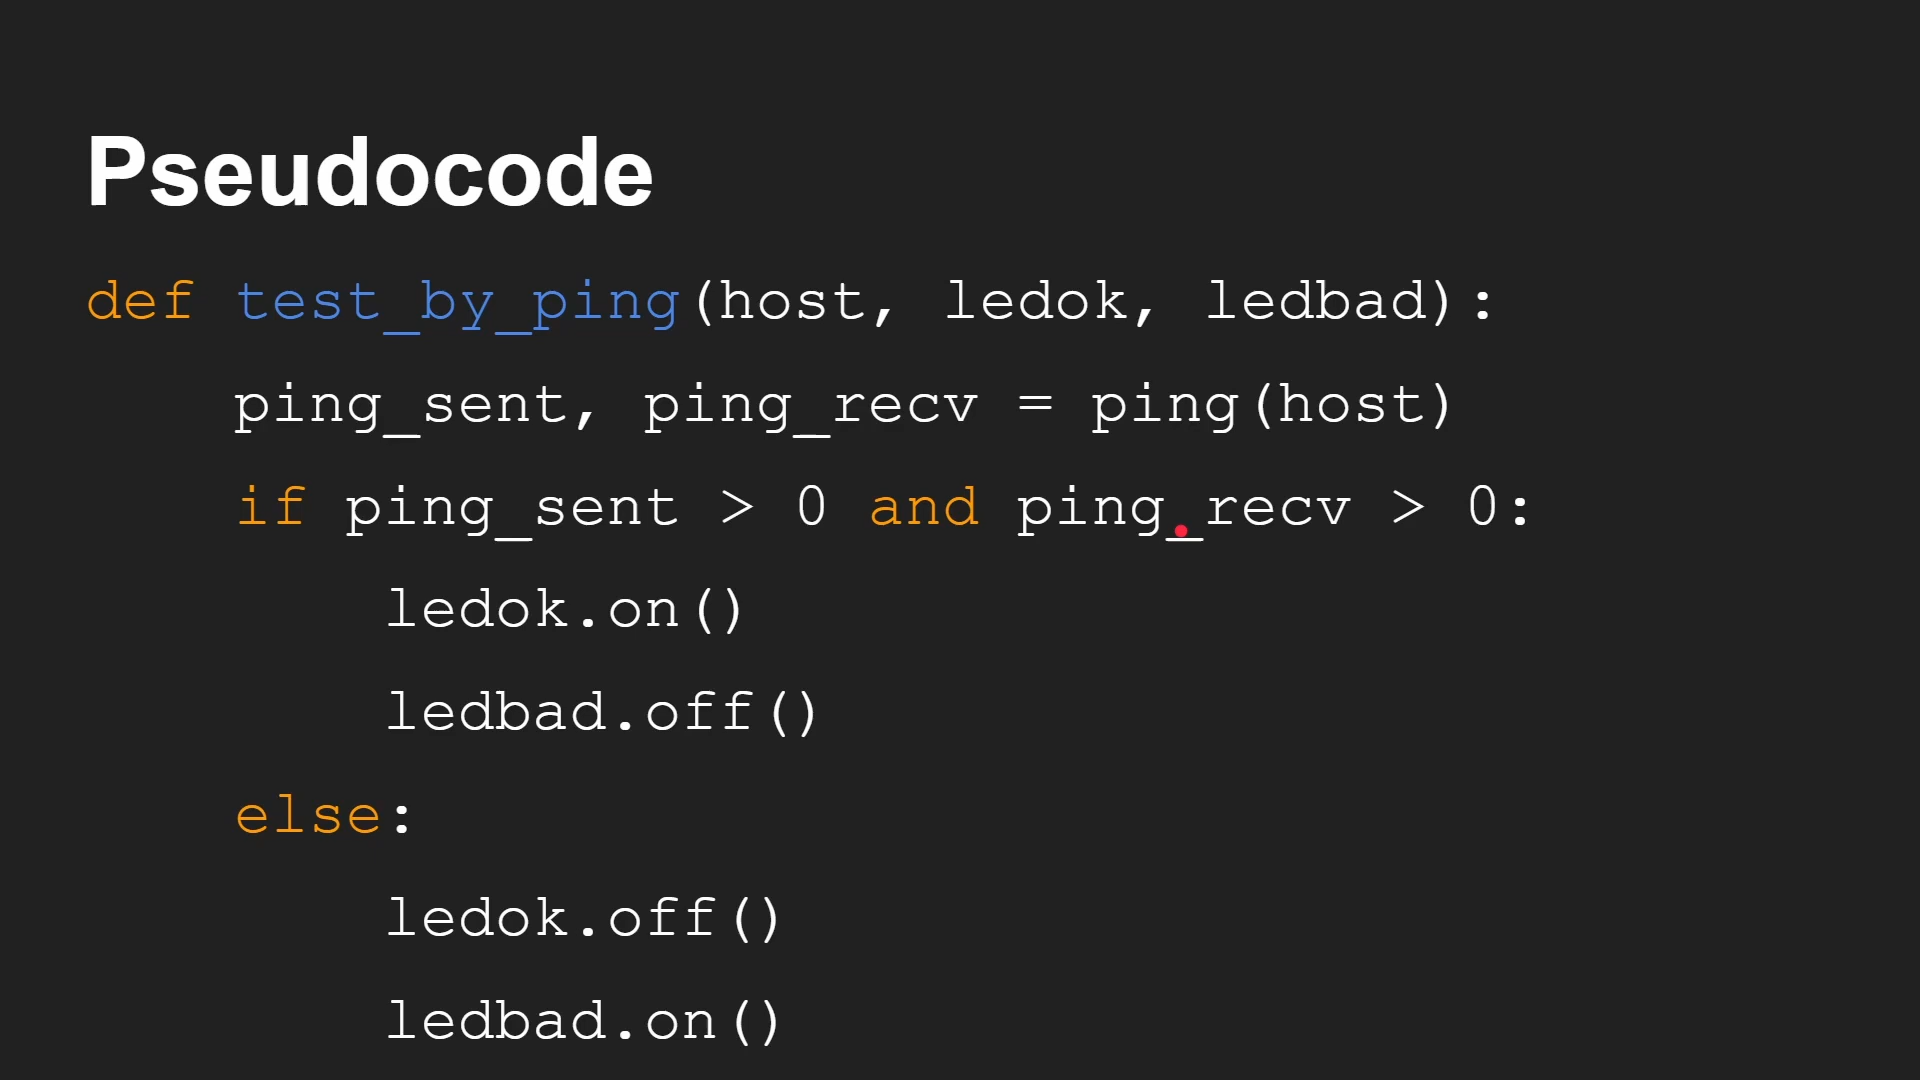 Pseudocode
def test_by_ping(host, ledok, ledbad):
    ping_sent, ping_recv = ping(host)
    if ping_sent > 0 and ping_recv > 0:
        ledok.on()
        ledbad.off()
    else:
        ledok.off()
        ledbad.on()